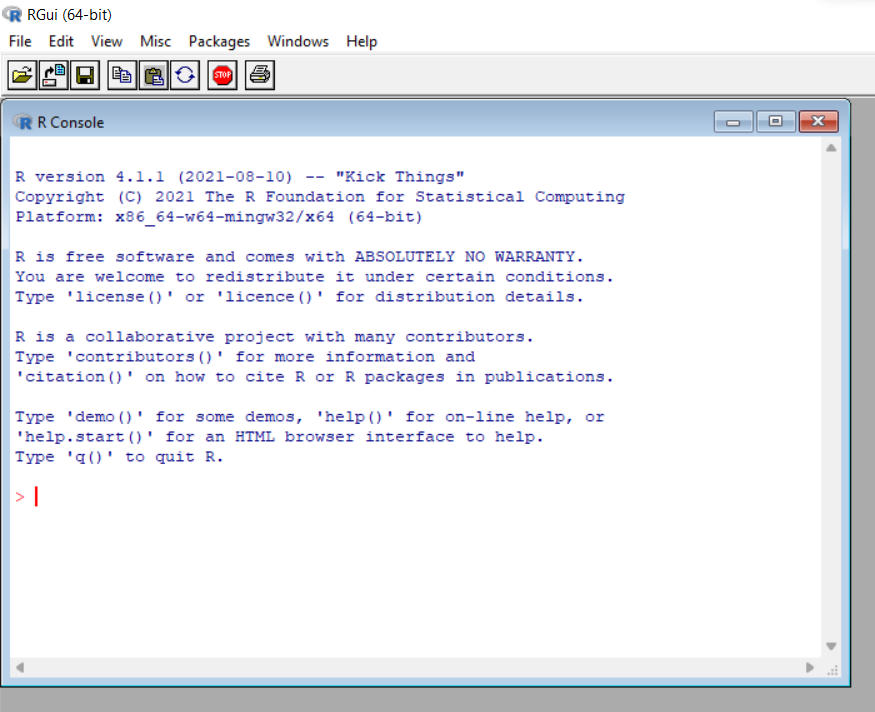 RGui (64-bit)
File Edit View Misc Packages Windows Help
STOP
R Console
R version 4.1.1 (2021-08-10) -- "Kick Things"
Copyright (C) 2021 The R Foundation for Statistical Computing
Platform: x86_64-w64-mingw32/x64 (64-bit)
R is free software and comes with ABSOLUTELY NO WARRANTY.
You are welcome to redistribute it under certain conditions.
Type 'license()' or 'licence()' for distribution details.
R is a collaborative project with many contributors.
Type 'contributors()' for more information and
'citation()' on how to cite R or R packages in publications.
Type 'demo()' for some demos, 'help()' for on-line help, or
'help.start()' for an HTML browser interface to help.
Type 'q()' to quit R.
>